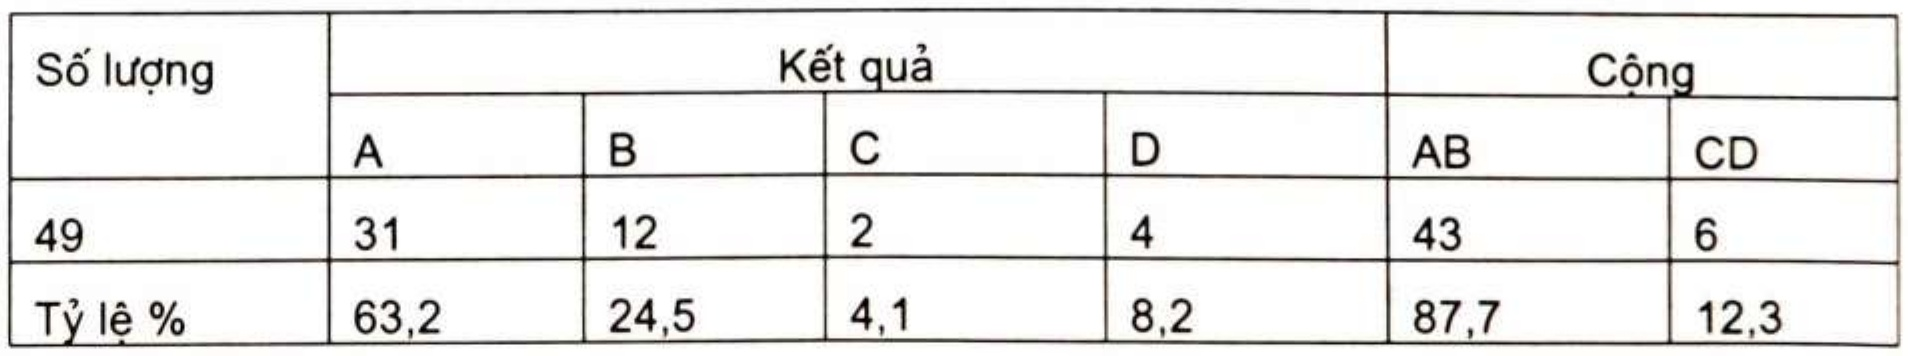 Số lượng Kết quả Cộng
A B C D AB CD
49 31 12 2 4 43 6
Tỷ lệ % 63,2 24,5 4,1 8,2 87,7 12,3